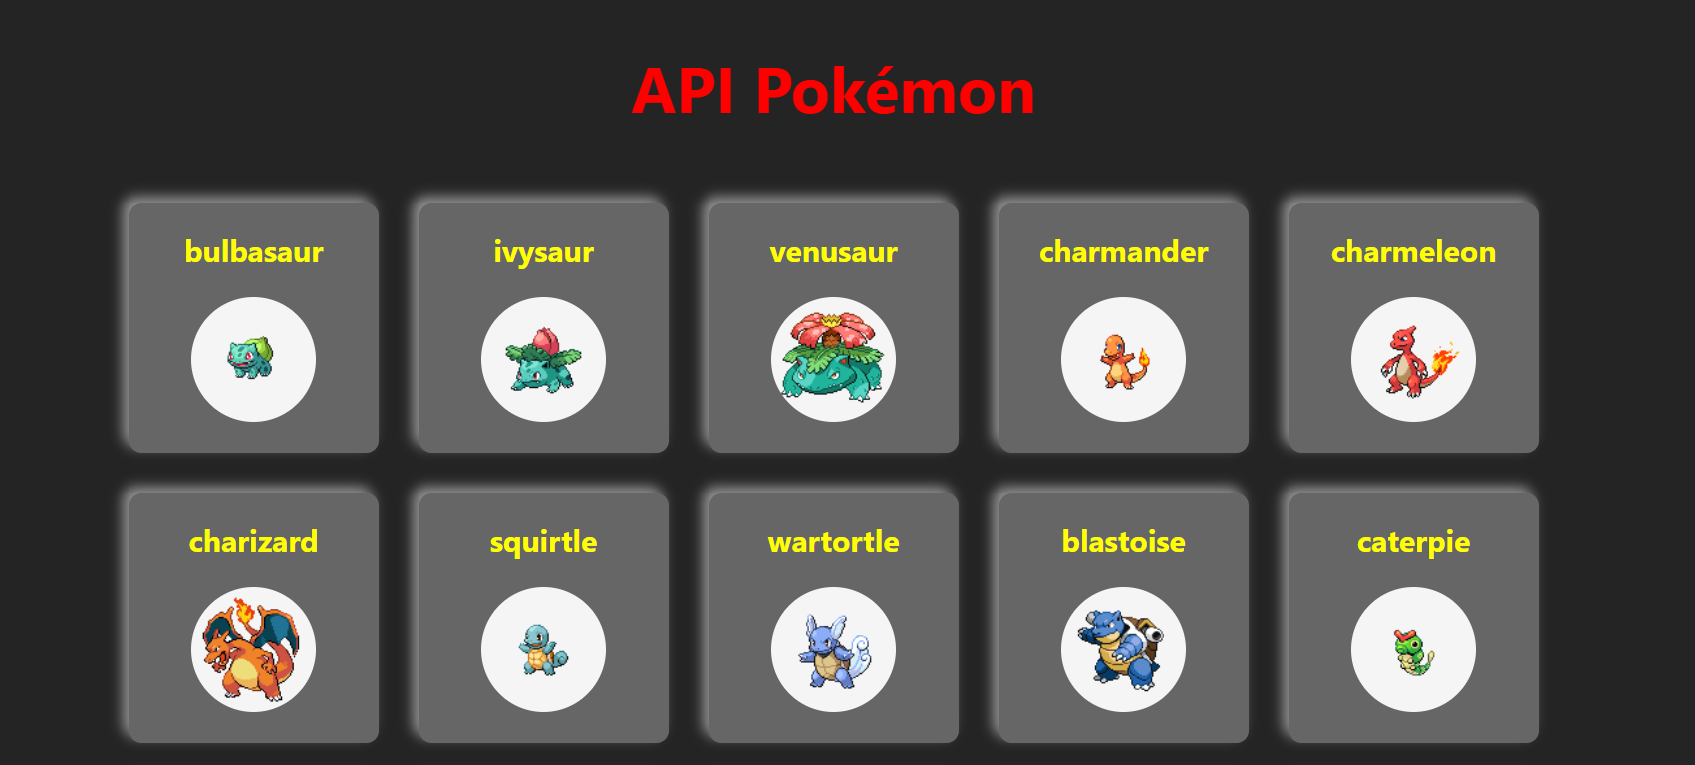 API Pokémon
bulbasaur
ivysaur
venusaur
charmander
charmeleon
charizard
squirtle
wartortle
blastoise
caterpie